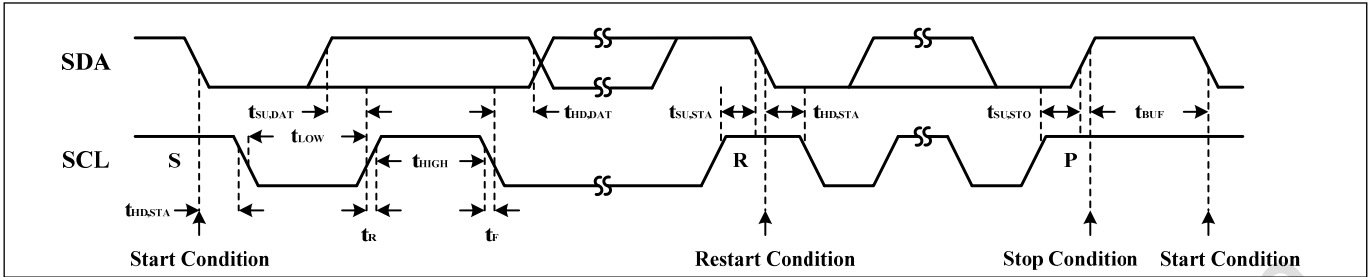 SDA
tSU,DAT tHD,DAT tSU,STA tHD,STA tSU,STO tBUF
tLOW
SCL S tHIGH R P
tHD,STA
tR tF
Start Condition Restart Condition Stop Condition Start Condition